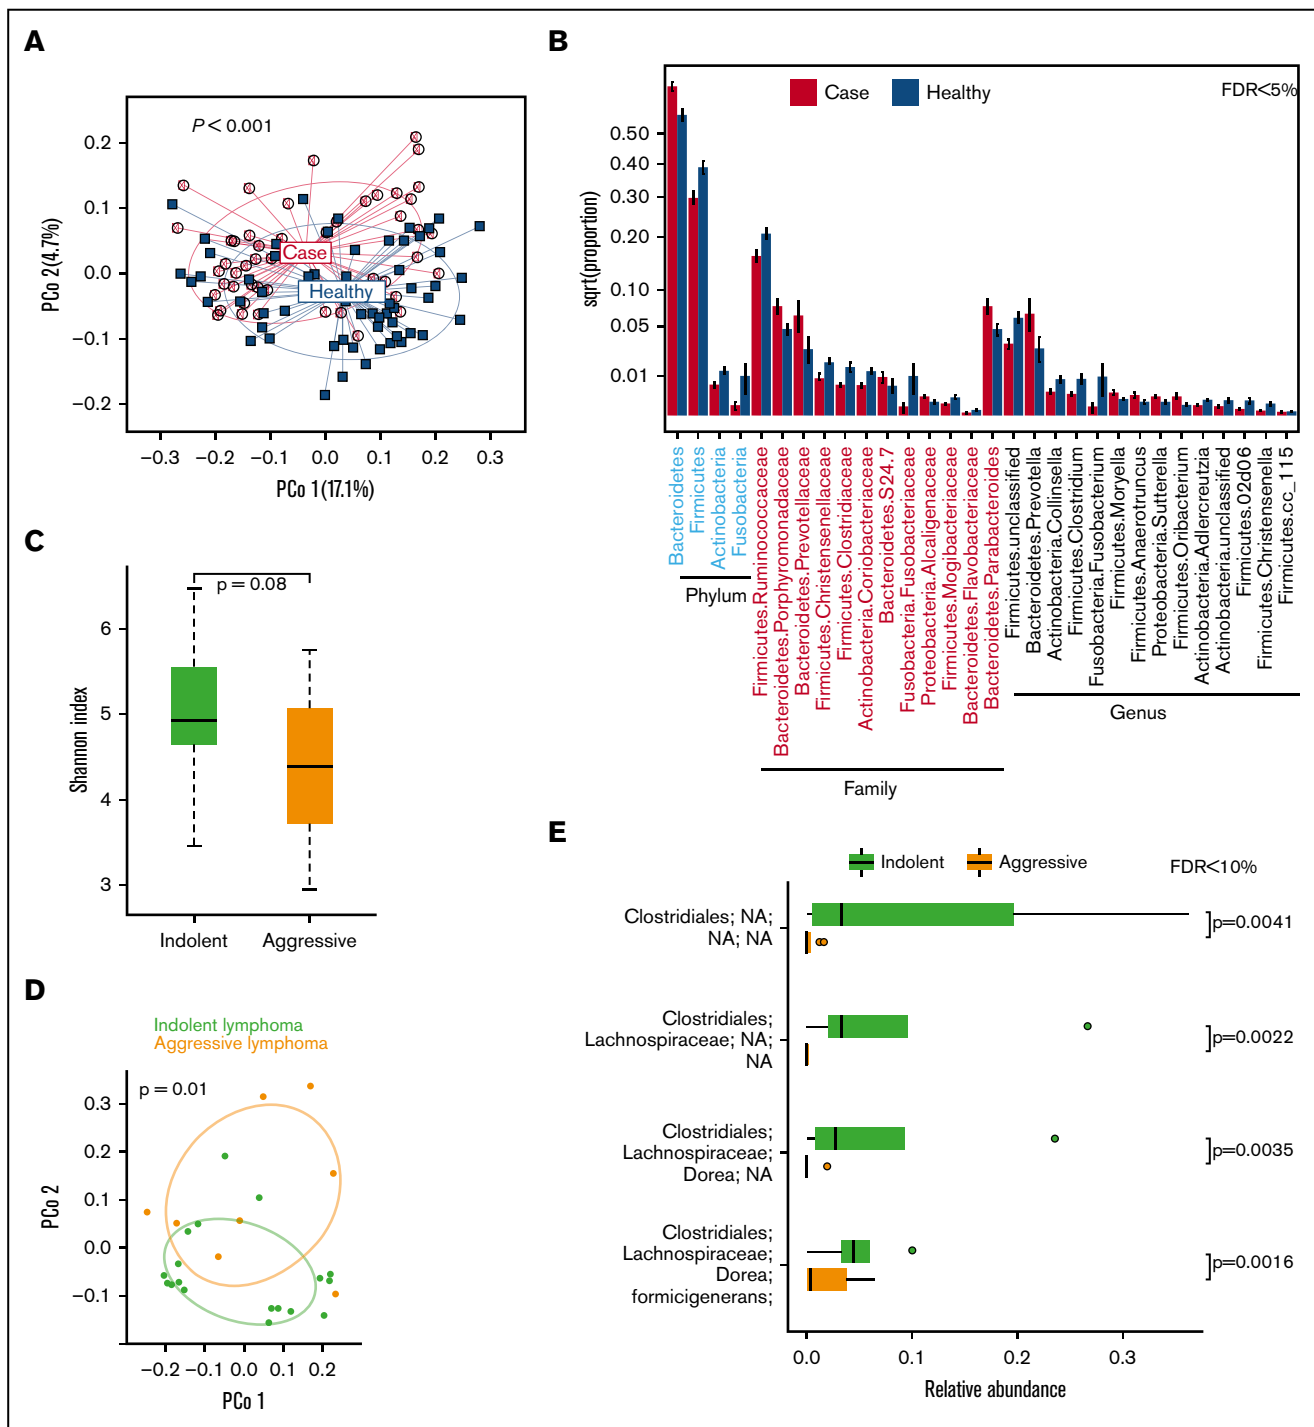 A
P < 0.001
Case
Healthy
0.2
0.1
0.0
−0.1
−0.2
PCo 2(4.7%)
−0.3
−0.2
−0.1
0.0
0.1
0.2
0.3
PCo 1(17.1%)
B
Case
Healthy
FDR<5%
0.50
0.40
0.30
0.20
0.10
0.05
0.01
sqrt(proportion)
Bacteroidetes
Firmicutes
Actinobacteria
Fusobacteria
Firmicutes.Ruminococcaceae
Bacteroidetes.Porphyromonadaceae
Bacteroidetes.Prevotellaceae
Firmicutes.Christensenellaceae
Firmicutes.Clostridiaceae
Actinobacteria.Coriobacteriaceae
Bacteroidetes.S24.7
Fusobacteria.Fusobacteriaceae
Proteobacteria.Alcaligenaceae
Firmicutes.Mogibacteriaceae
Bacteroidetes.Flavobacteriaceae
Bacteroidetes.Parabacteroides
Firmicutes.unclassified
Bacteroidetes.Prevotella
Actinobacteria.Collinsella
Firmicutes.Clostridium
Fusobacteria.Fusobacterium
Firmicutes.Moryella
Firmicutes.Anaerotruncus
Proteobacteria.Sutterella
Firmicutes.Oribacterium
Actinobacteria.Adlercreutzia
Actinobacteria.unclassified
Firmicutes.02d06
Firmicutes.Christensenella
Firmicutes.cc_115
Phylum
Family
Genus
C
p = 0.08
6
5
4
3
Shannon index
Indolent
Aggressive
D
Indolent lymphoma
Aggressive lymphoma
p = 0.01
0.3
0.2
0.1
0.0
−0.1
PCo 2
−0.2
−0.1
0.0
0.1
0.2
PCo 1
E
Indolent
Aggressive
FDR<10%
Clostridiales; NA;
NA; NA
p=0.0041
Clostridiales;
Lachnospiraceae; NA;
NA
p=0.0022
Clostridiales;
Lachnospiraceae;
Dorea; NA
p=0.0035
Clostridiales;
Lachnospiraceae;
Dorea;
formicigenerans;
p=0.0016
0.0
0.1
0.2
0.3
Relative abundance